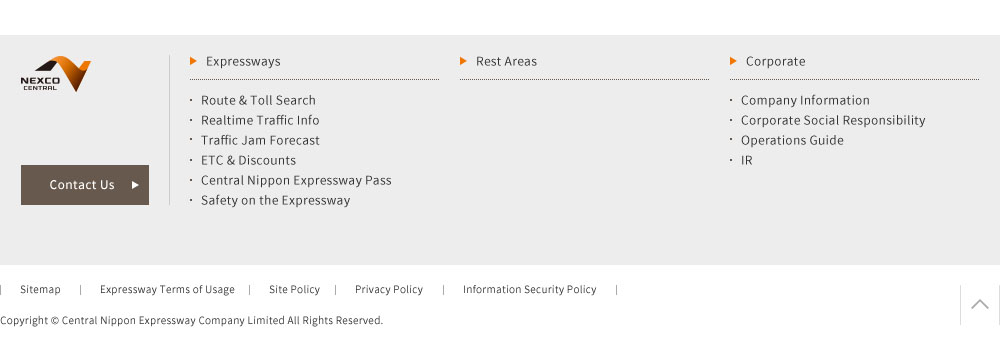 NEXCO
CENTRAL
Contact Us
Expressways
・ Route & Toll Search
・ Realtime Traffic Info
・ Traffic Jam Forecast
・ ETC & Discounts
・ Central Nippon Expressway Pass
・ Safety on the Expressway
Rest Areas
Corporate
・ Company Information
・ Corporate Social Responsibility
・ Operations Guide
・ IR
| Sitemap | Expressway Terms of Usage | Site Policy | Privacy Policy | Information Security Policy |
Copyright © Central Nippon Expressway Company Limited All Rights Reserved.